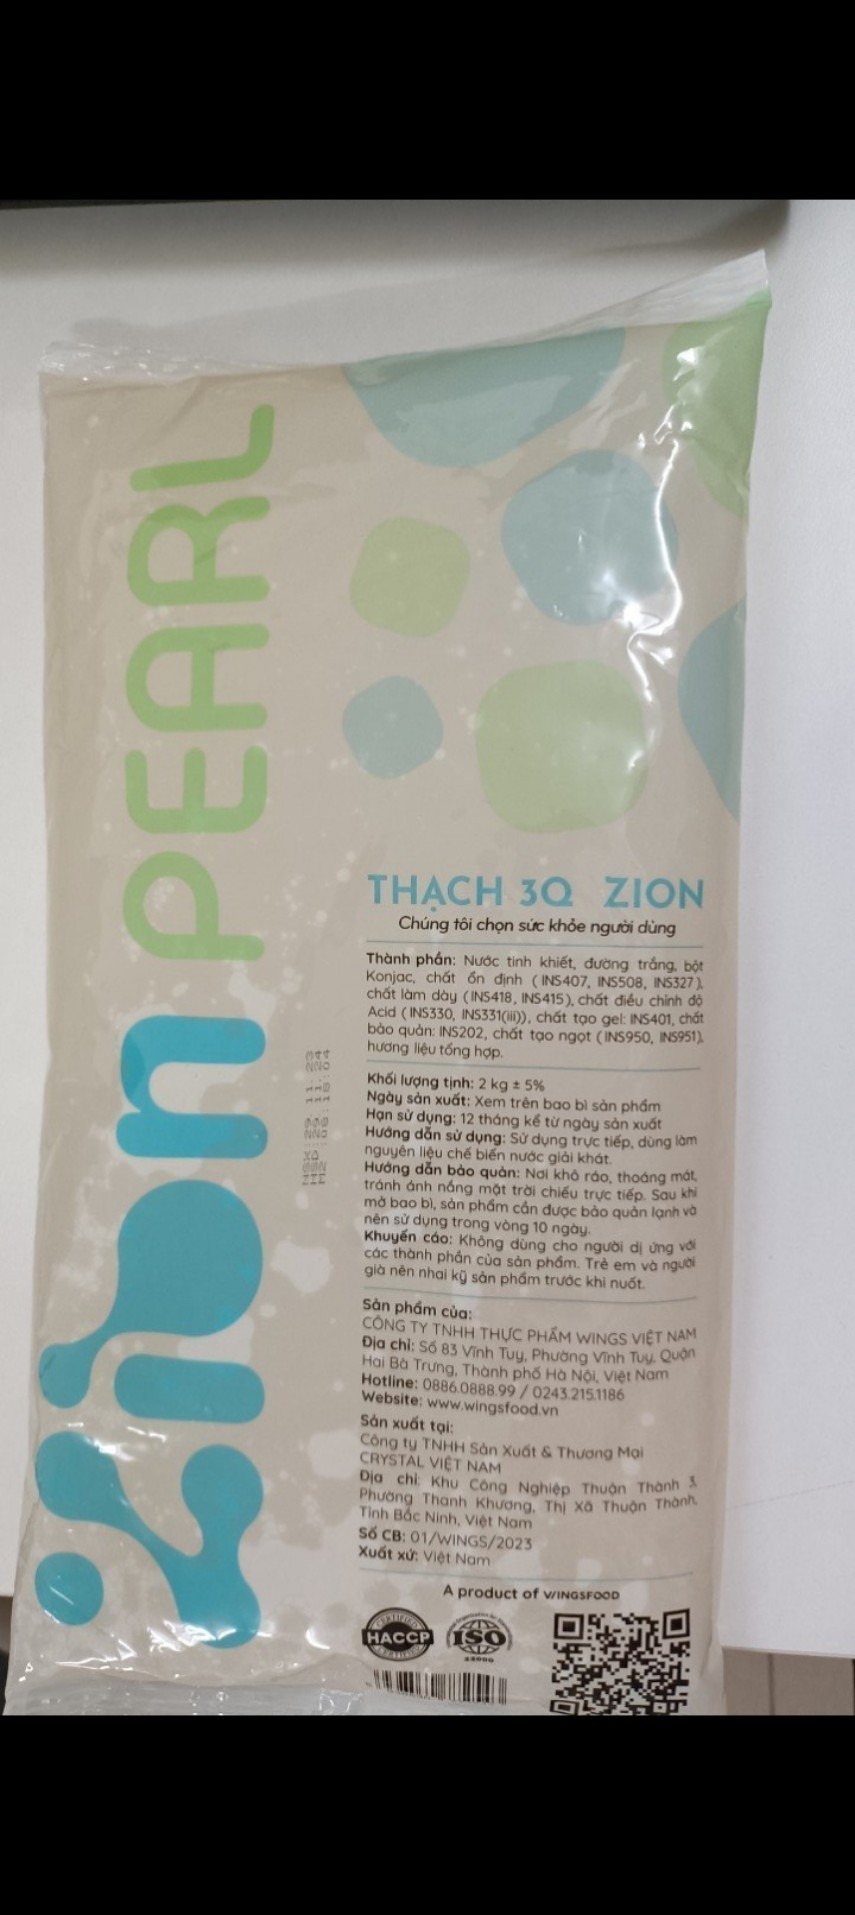 zion PEARL
THẠCH 3Q ZION
Chúng tôi chọn sức khỏe người dùng
Thành phần: Nước tinh khiết, đường trắng, bột
Konjac, chất ổn định (INS407, INS508, INS327),
chất làm dày (INS418, INS415), chất điều chỉnh độ
Acid (INS330, INS331(iii)), chất tạo gel: INS401, chất
bảo quản: INS202, chất tạo ngọt (INS950, INS951),
hương liệu tổng hợp.
Khối lượng tịnh: 2 kg ± 5%
Ngày sản xuất: Xem trên bao bì sản phẩm
Hạn sử dụng: 12 tháng kể từ ngày sản xuất
Hướng dẫn sử dụng: Sử dụng trực tiếp, dùng làm
nguyên liệu chế biến nước giải khát.
Hướng dẫn bảo quản: Nơi khô ráo, thoáng mát,
tránh ánh nắng mặt trời chiếu trực tiếp. Sau khi
mở bao bì, sản phẩm cần được bảo quản lạnh và
nên sử dụng trong vòng 10 ngày.
Khuyến cáo: Không dùng cho người dị ứng với
các thành phần của sản phẩm. Trẻ em và người
già nên nhai kỹ sản phẩm trước khi nuốt.
Sản phẩm của:
CÔNG TY TNHH THỰC PHẨM WINGS VIỆT NAM
Địa chỉ: Số 83 Vĩnh Tuy, Phường Vĩnh Tuy, Quận
Hai Bà Trưng, Thành phố Hà Nội, Việt Nam
Hotline: 0886.0888.99 / 0243.215.1186
Website: www.wingsfood.vn
Sản xuất tại:
Công ty TNHH Sản Xuất & Thương Mại
CRYSTAL VIỆT NAM
Địa chỉ: Khu Công Nghiệp Thuận Thành 3,
Phường Thanh Khương, Thị Xã Thuận Thành,
Tỉnh Bắc Ninh, Việt Nam
Số CB: 01/WINGS/2023
Xuất xứ: Việt Nam
A product of WINGSFOOD
CERTIFIED
HACCP
CERTIFIED
ISO
22000